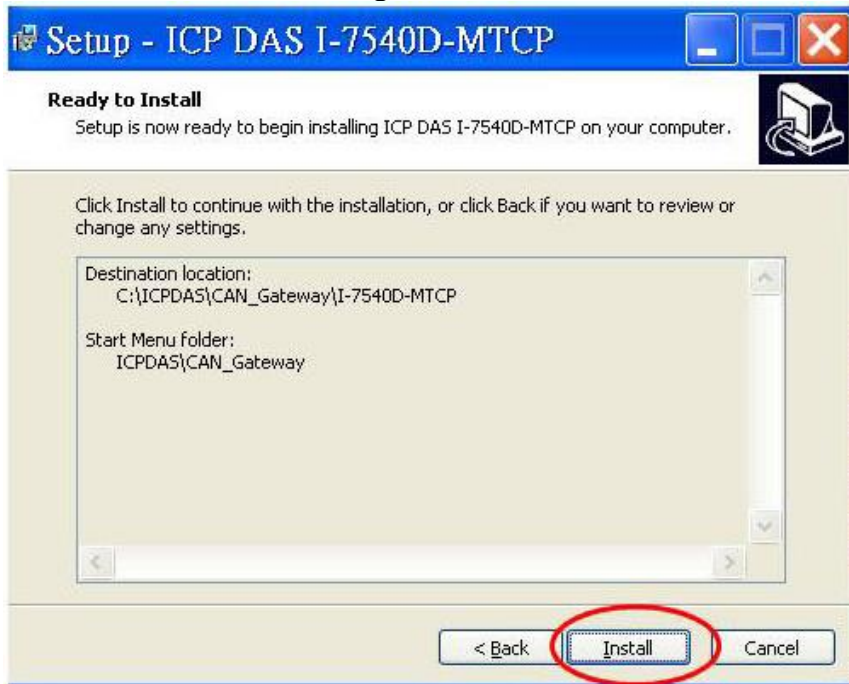 Setup - ICP DAS I-7540D-MTCP
Ready to Install
Setup is now ready to begin installing ICP DAS I-7540D-MTCP on your computer.
Click Install to continue with the installation, or click Back if you want to review or
change any settings.
Destination location:
C:\ICPDAS\CAN_Gateway\I-7540D-MTCP
Start Menu folder:
ICPDAS\CAN_Gateway
< Back
Install
Cancel